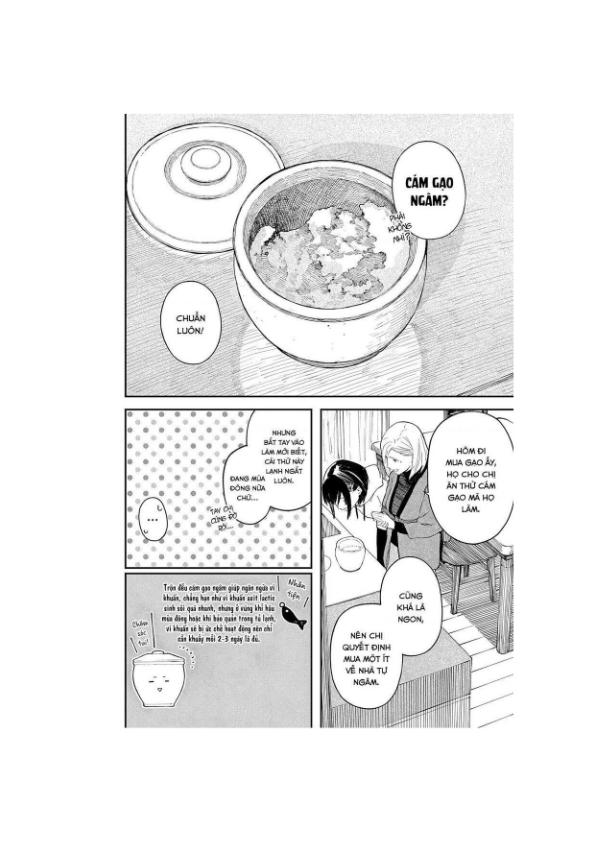 CÁM GẠO
NGÂM?
PHẢI
KHÔNG
NHỈ?
CHUẨN
LUÔN!
HÔM ĐI
MUA GẠO ẤY,
HỌ CHO CHỊ
ĂN THỬ CÁM
GẠO MÀ HỌ
LÀM.
CŨNG
KHÁ LÀ
NGON,
NÊN CHỊ
QUYẾT ĐỊNH
MUA MỘT ÍT
VỀ NHÀ TỰ
NGÂM.
NHƯNG
BẮT TAY VÀO
LÀM MỚI BIẾT,
CÁI THỨ NÀY
LẠNH NGẮT
LUÔN.
ĐANG MÙA
ĐÔNG NỮA
CHỨ...
TAY CHỊ
CỨNG ĐỜ
RỒI...
...
Nhân
tiện
Trộn đều cám gạo ngâm giúp ngăn ngừa vi
khuẩn, chẳng hạn như vi khuẩn axit lactic
sinh sôi quá nhanh, nhưng ở vùng khí hậu
mùa đông hoặc khi bảo quản trong tủ lạnh,
vi khuẩn sẽ bị ức chế hoạt động nên chỉ
cần khuấy mỗi 2-3 ngày là đủ.
Chăm
sóc
tui!